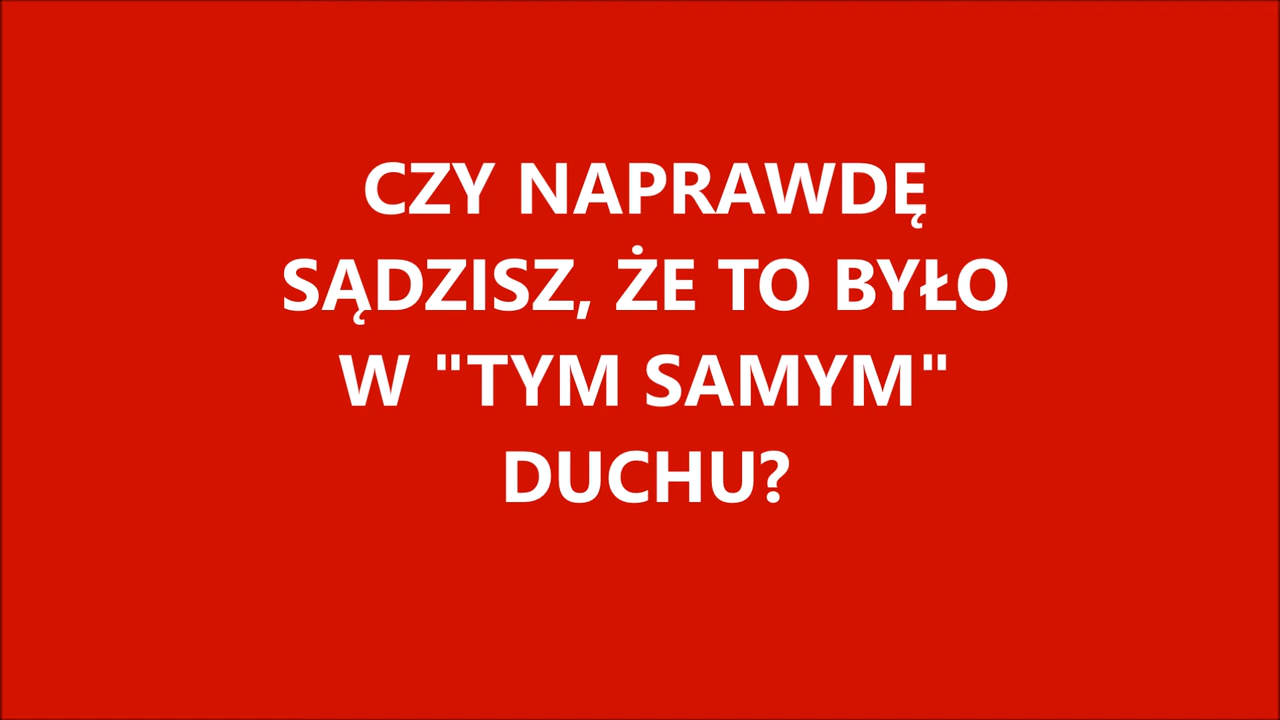 CZY NAPRAWDĘ
SĄDZISZ, ŻE TO BYŁO
W "TYM SAMYM"
DUCHU?